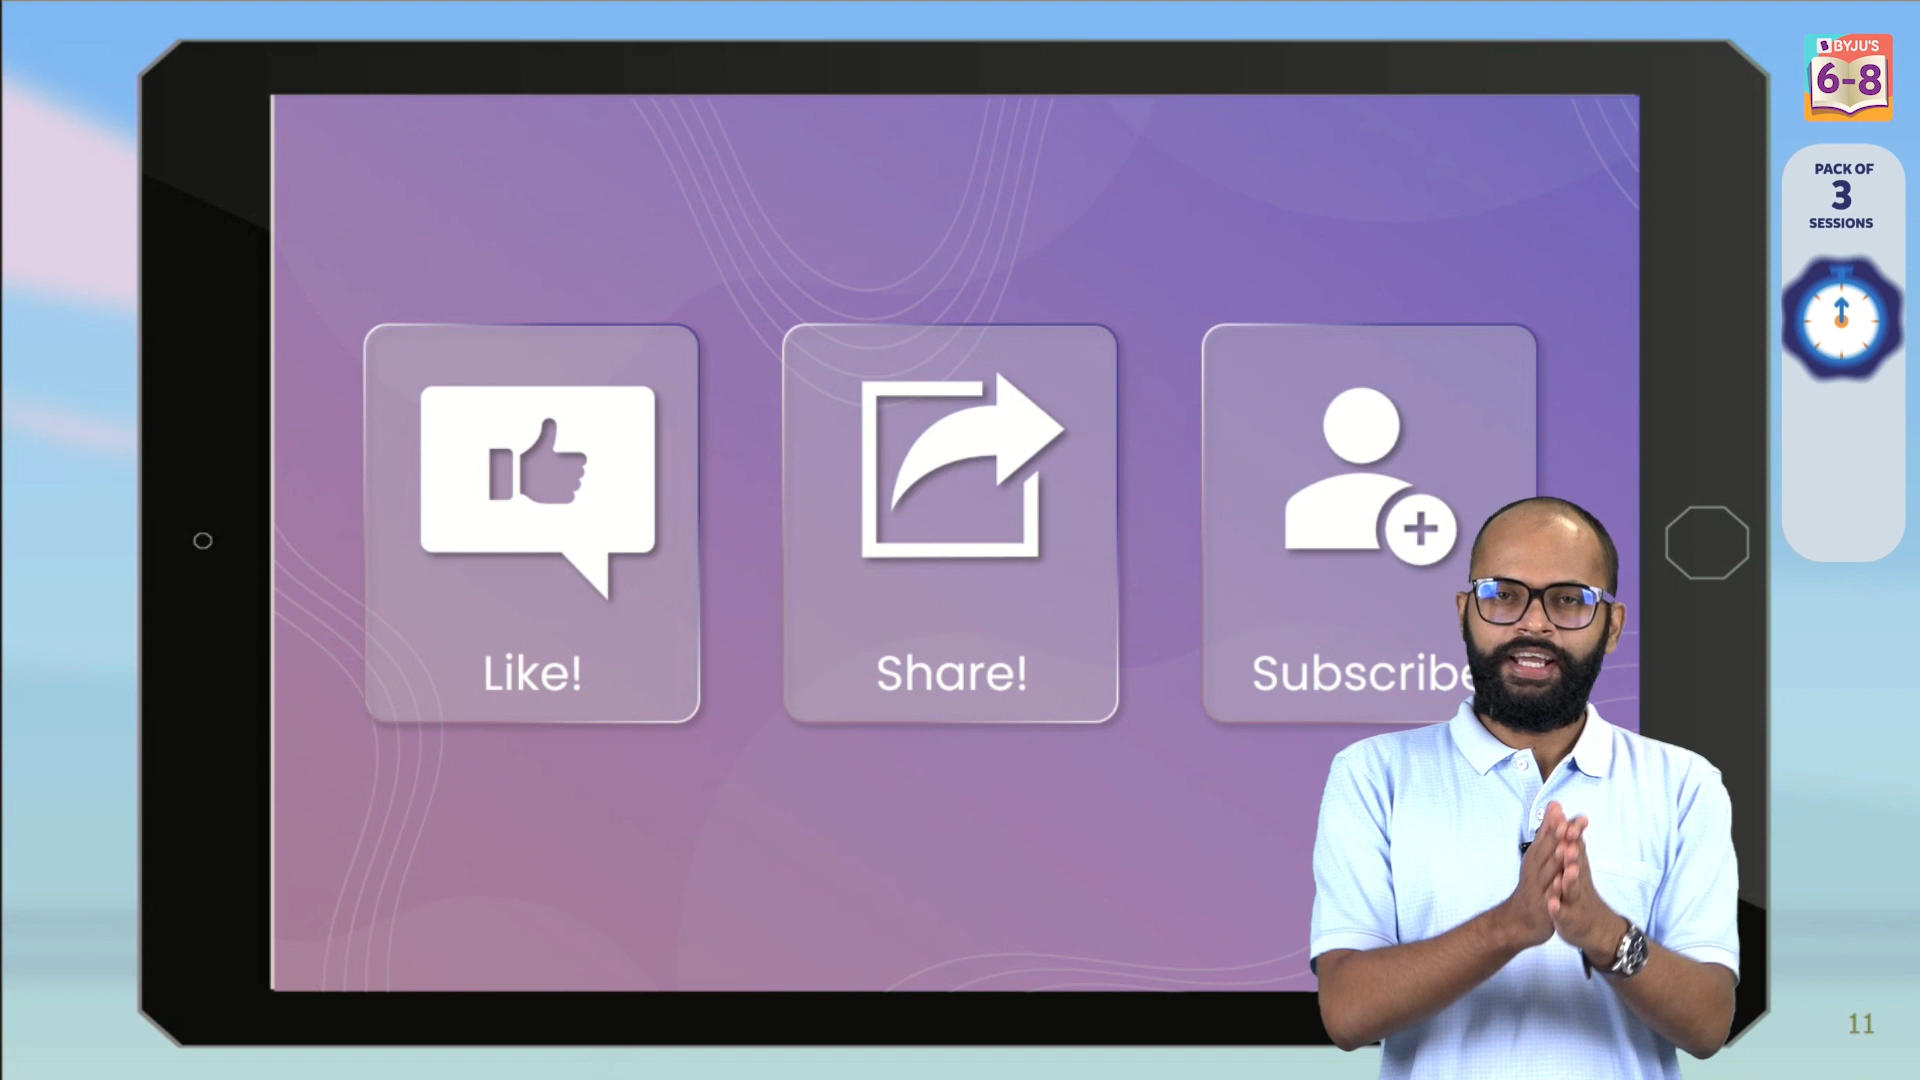 BYJU'S
6-8
PACK OF
3
SESSIONS
Like!
Share!
Subscribe
11